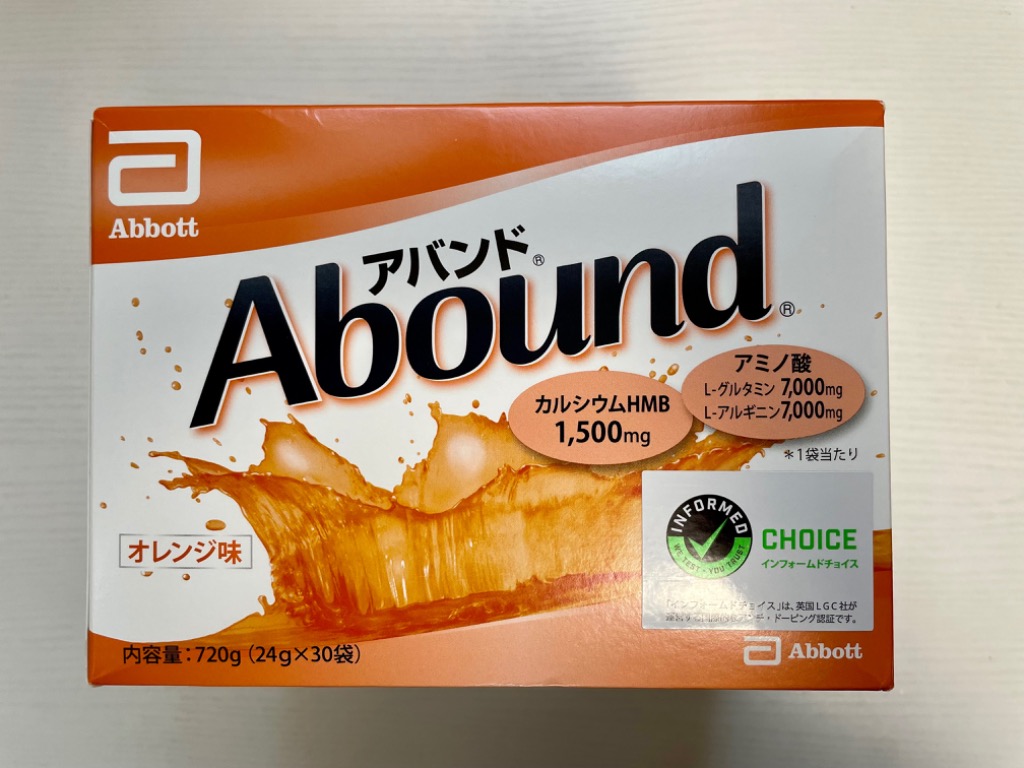 Abbott
アバンド®
Abound®
カルシウムHMB
1,500mg
アミノ酸
L-グルタミン 7,000mg
L-アルギニン7,000mg
＊1袋当たり
INFORMED
WE TEST • YOU TRUST
CHOICE
インフォームドチョイス
「インフォームドチョイス」は、英国LGC社が
ンチ・ドーピング認証です。
オレンジ味
内容量：720g（24g×30袋）
Abbott